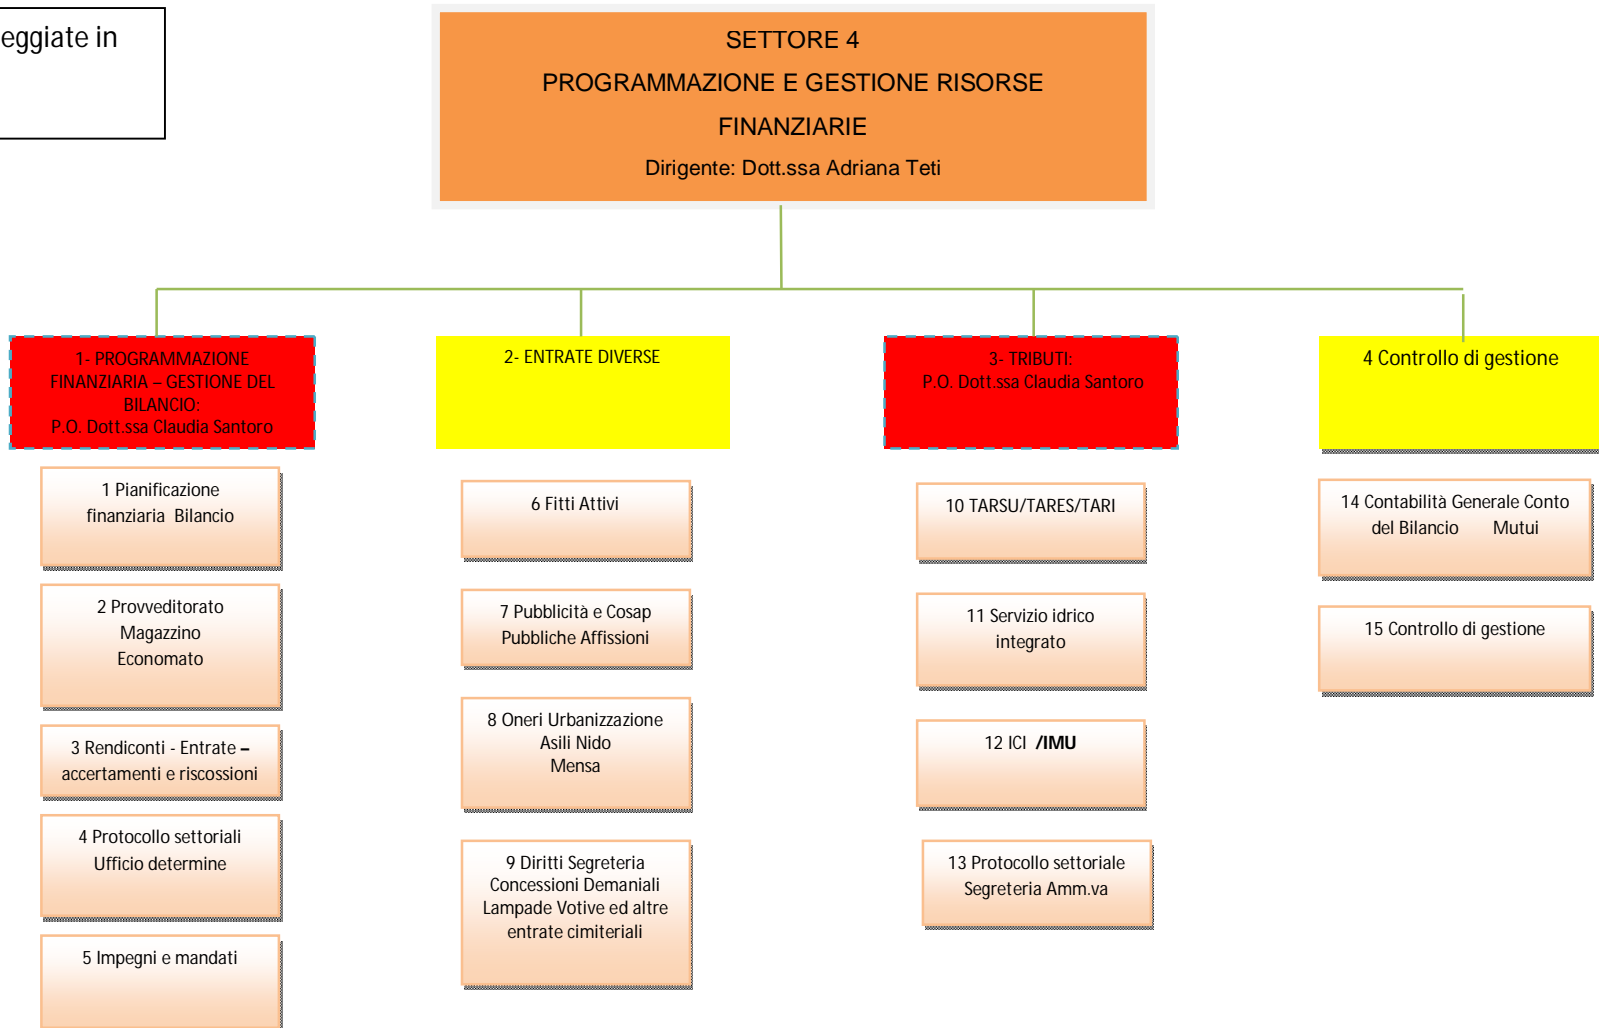 eggiate in
SETTORE 4
PROGRAMMAZIONE E GESTIONE RISORSE
FINANZIARIE
Dirigente: Dott.ssa Adriana Teti
1- PROGRAMMAZIONE
FINANZIARIA – GESTIONE DEL
BILANCIO:
P.O. Dott.ssa Claudia Santoro
1 Pianificazione
finanziaria Bilancio
2 Provveditorato
Magazzino
Economato
3 Rendiconti - Entrate –
accertamenti e riscossioni
4 Protocollo settoriali
Ufficio determine
5 Impegni e mandati
2- ENTRATE DIVERSE
6 Fitti Attivi
7 Pubblicità e Cosap
Pubbliche Affissioni
8 Oneri Urbanizzazione
Asili Nido
Mensa
9 Diritti Segreteria
Concessioni Demaniali
Lampade Votive ed altre
entrate cimiteriali
3- TRIBUTI:
P.O. Dott.ssa Claudia Santoro
10 TARSU/TARES/TARI
11 Servizio idrico
integrato
12 ICI /IMU
13 Protocollo settoriale
Segreteria Amm.va
4 Controllo di gestione
14 Contabilità Generale Conto
del Bilancio Mutui
15 Controllo di gestione